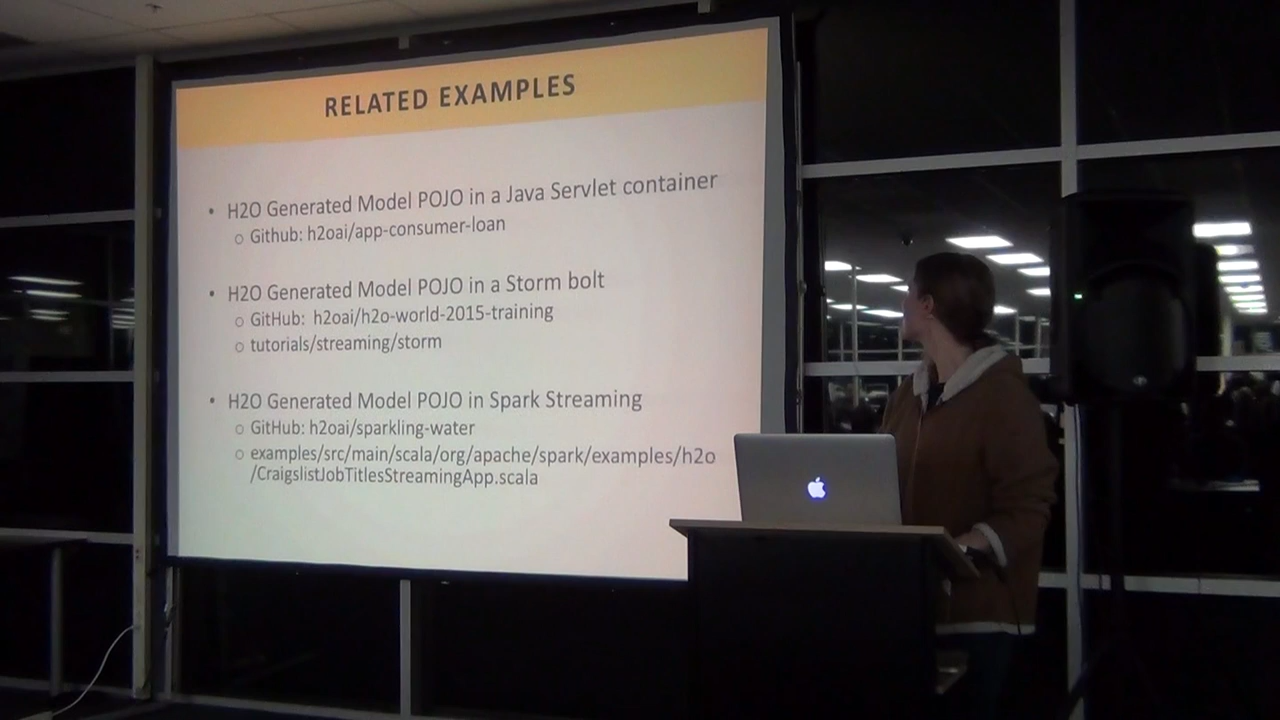 RELATED EXAMPLES
• H2O Generated Model POJO in a Java Servlet container
o Github: h2oai/app-consumer-loan
• H2O Generated Model POJO in a Storm bolt
o GitHub: h2oai/h2o-world-2015-training
o tutorials/streaming/storm
• H2O Generated Model POJO in Spark Streaming
o GitHub: h2oai/sparkling-water
o examples/src/main/scala/org/apache/spark/examples/h2o
/CraigslistJobTitlesStreamingApp.scala